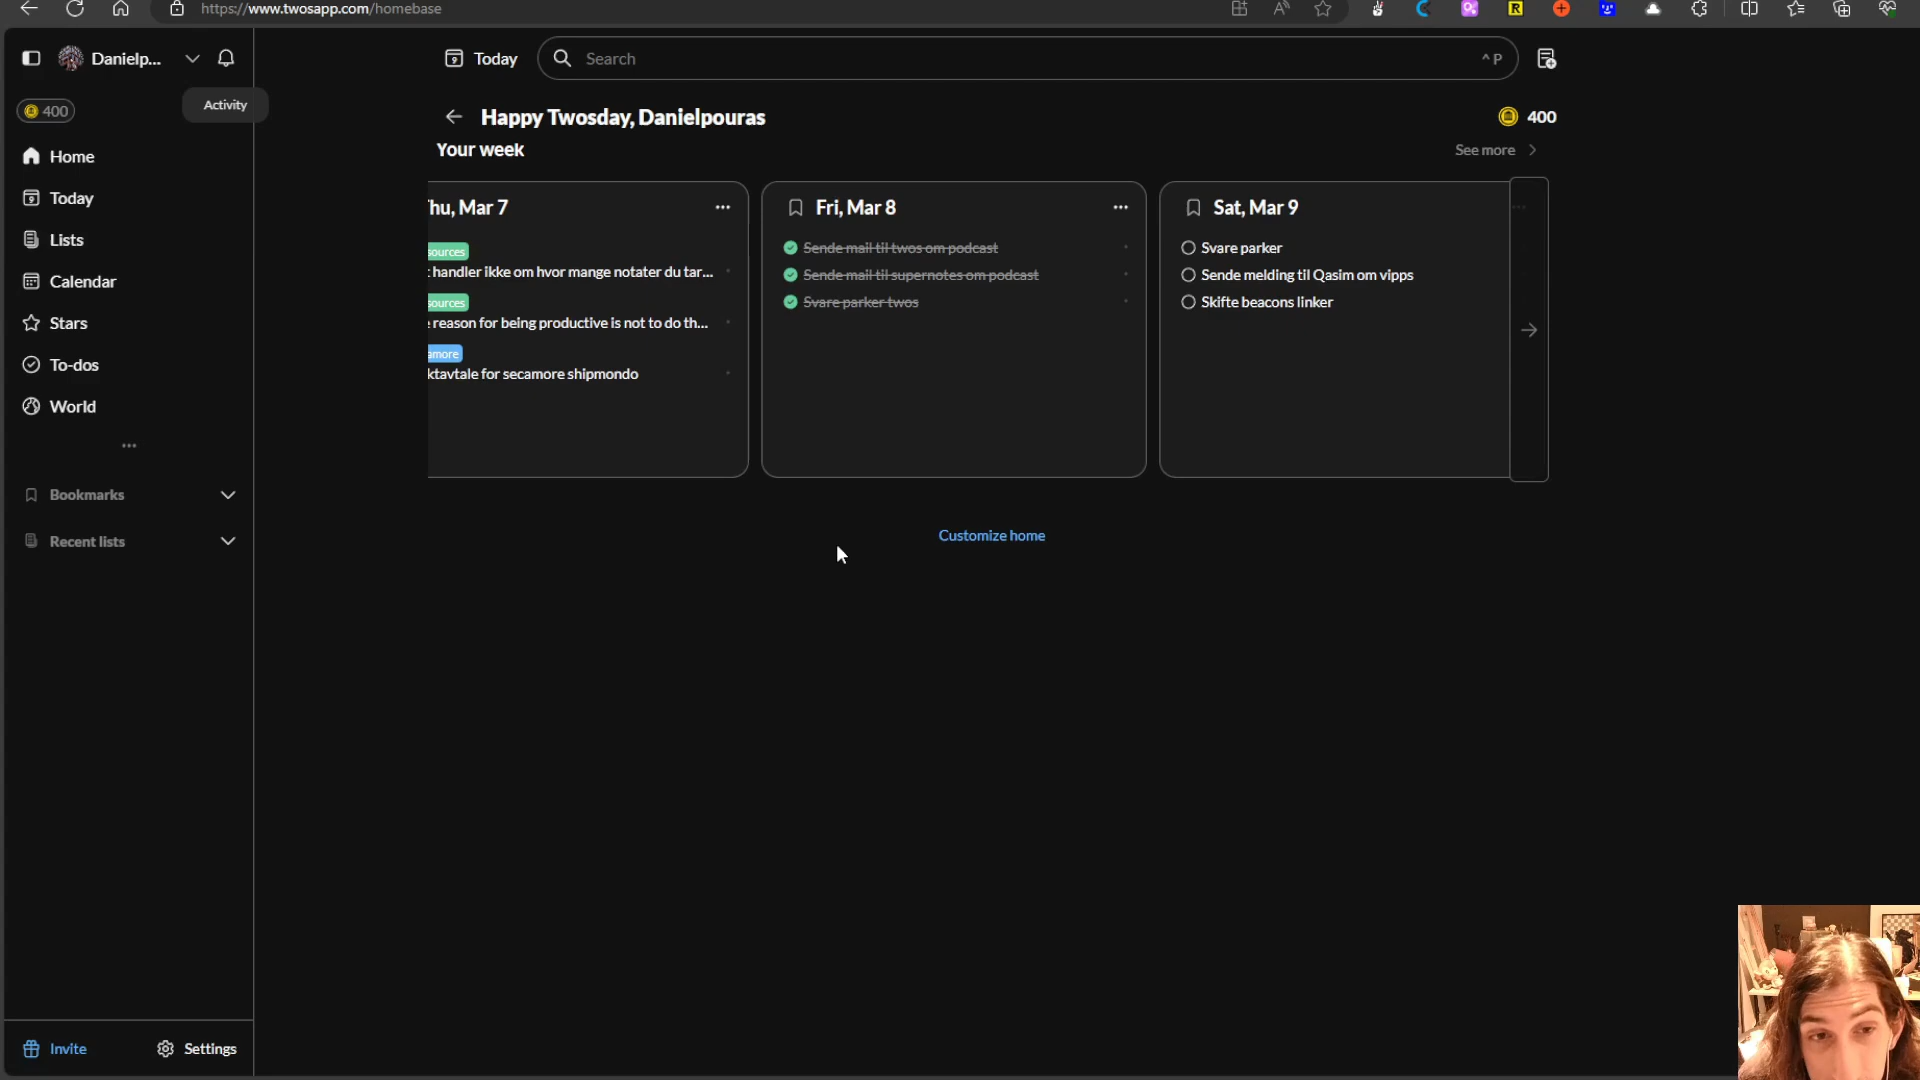 https://www.twosapp.com/homebase
Danielp...
400
Activity
Home
Today
Lists
Calendar
Stars
To-dos
World
Bookmarks
Recent lists
Invite
Settings
Today
Search
^ P
Happy Twosday, Danielpouras
400
Your week
See more
Thu, Mar 7
sources
handler ikke om hvor mange notater du tar...
sources
reason for being productive is not to do th...
amore
ktavtale for secamore shipmondo
Fri, Mar 8
Sende mail til twos om podcast
Sende mail til supernotes om podcast
Svare parker twos
Sat, Mar 9
Svare parker
Sende melding til Qasim om vipps
Skifte beacons linker
Customize home